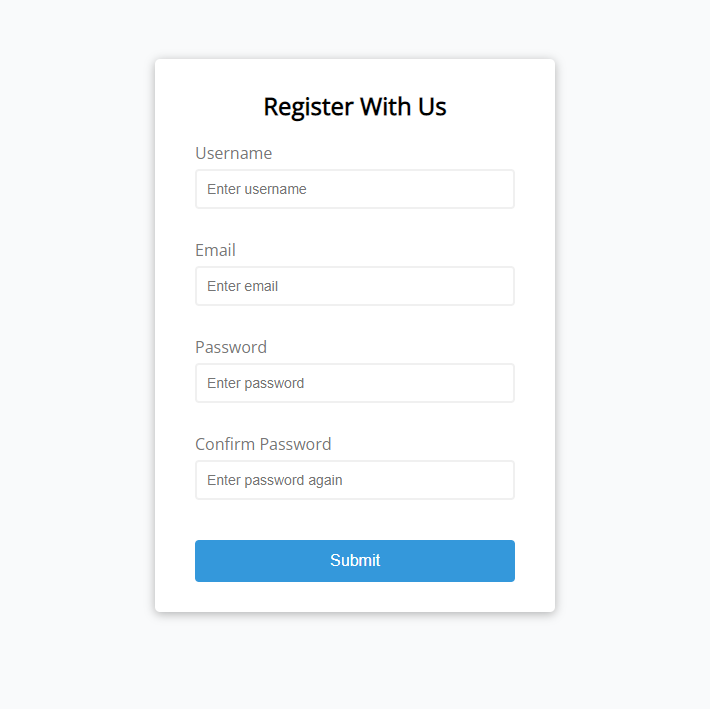 Register With Us
Username
Enter username
Email
Enter email
Password
Enter password
Confirm Password
Enter password again
Submit